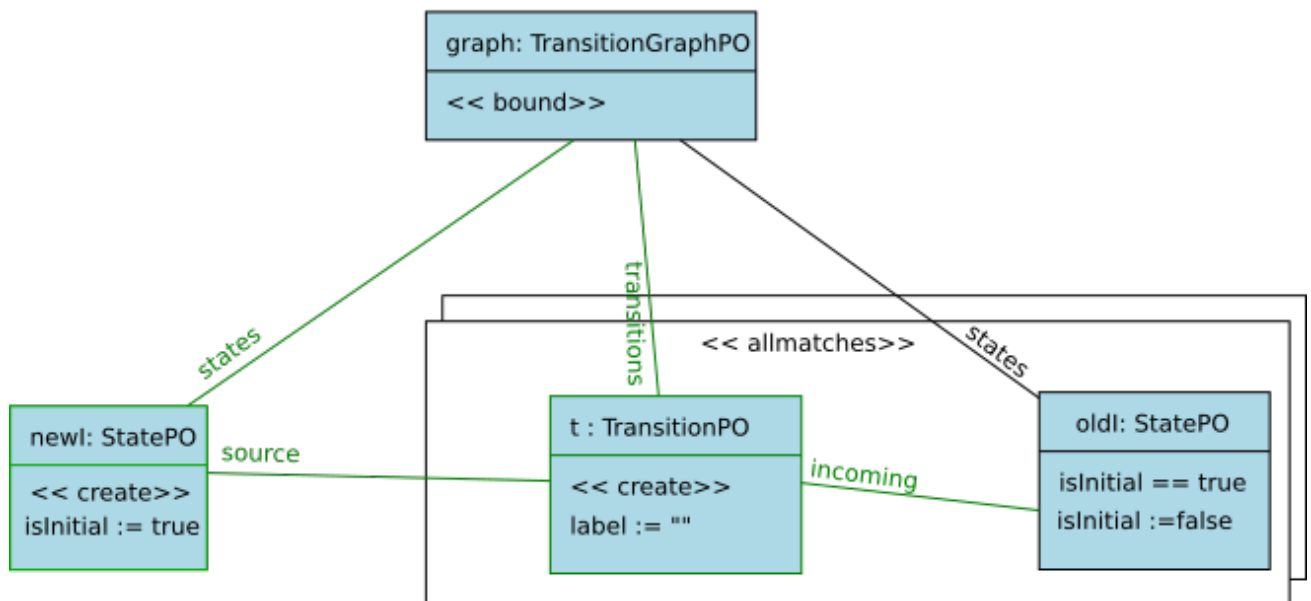 graph: TransitionGraphPO
<< bound>>
states
transitions
<< allmatches>>
states
newI: StatePO
<< create>>
isInitial := true
source
t : TransitionPO
<< create>>
label := ""
incoming
oldI: StatePO
isInitial == true
isInitial :=false